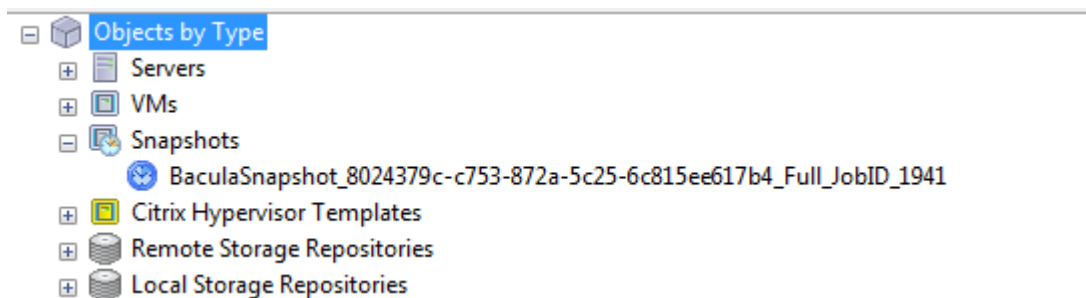 Objects by Type
Servers
VMs
Snapshots
BaculaSnapshot_8024379c-c753-872a-5c25-6c815ee617b4_Full_JobID_1941
Citrix Hypervisor Templates
Remote Storage Repositories
Local Storage Repositories